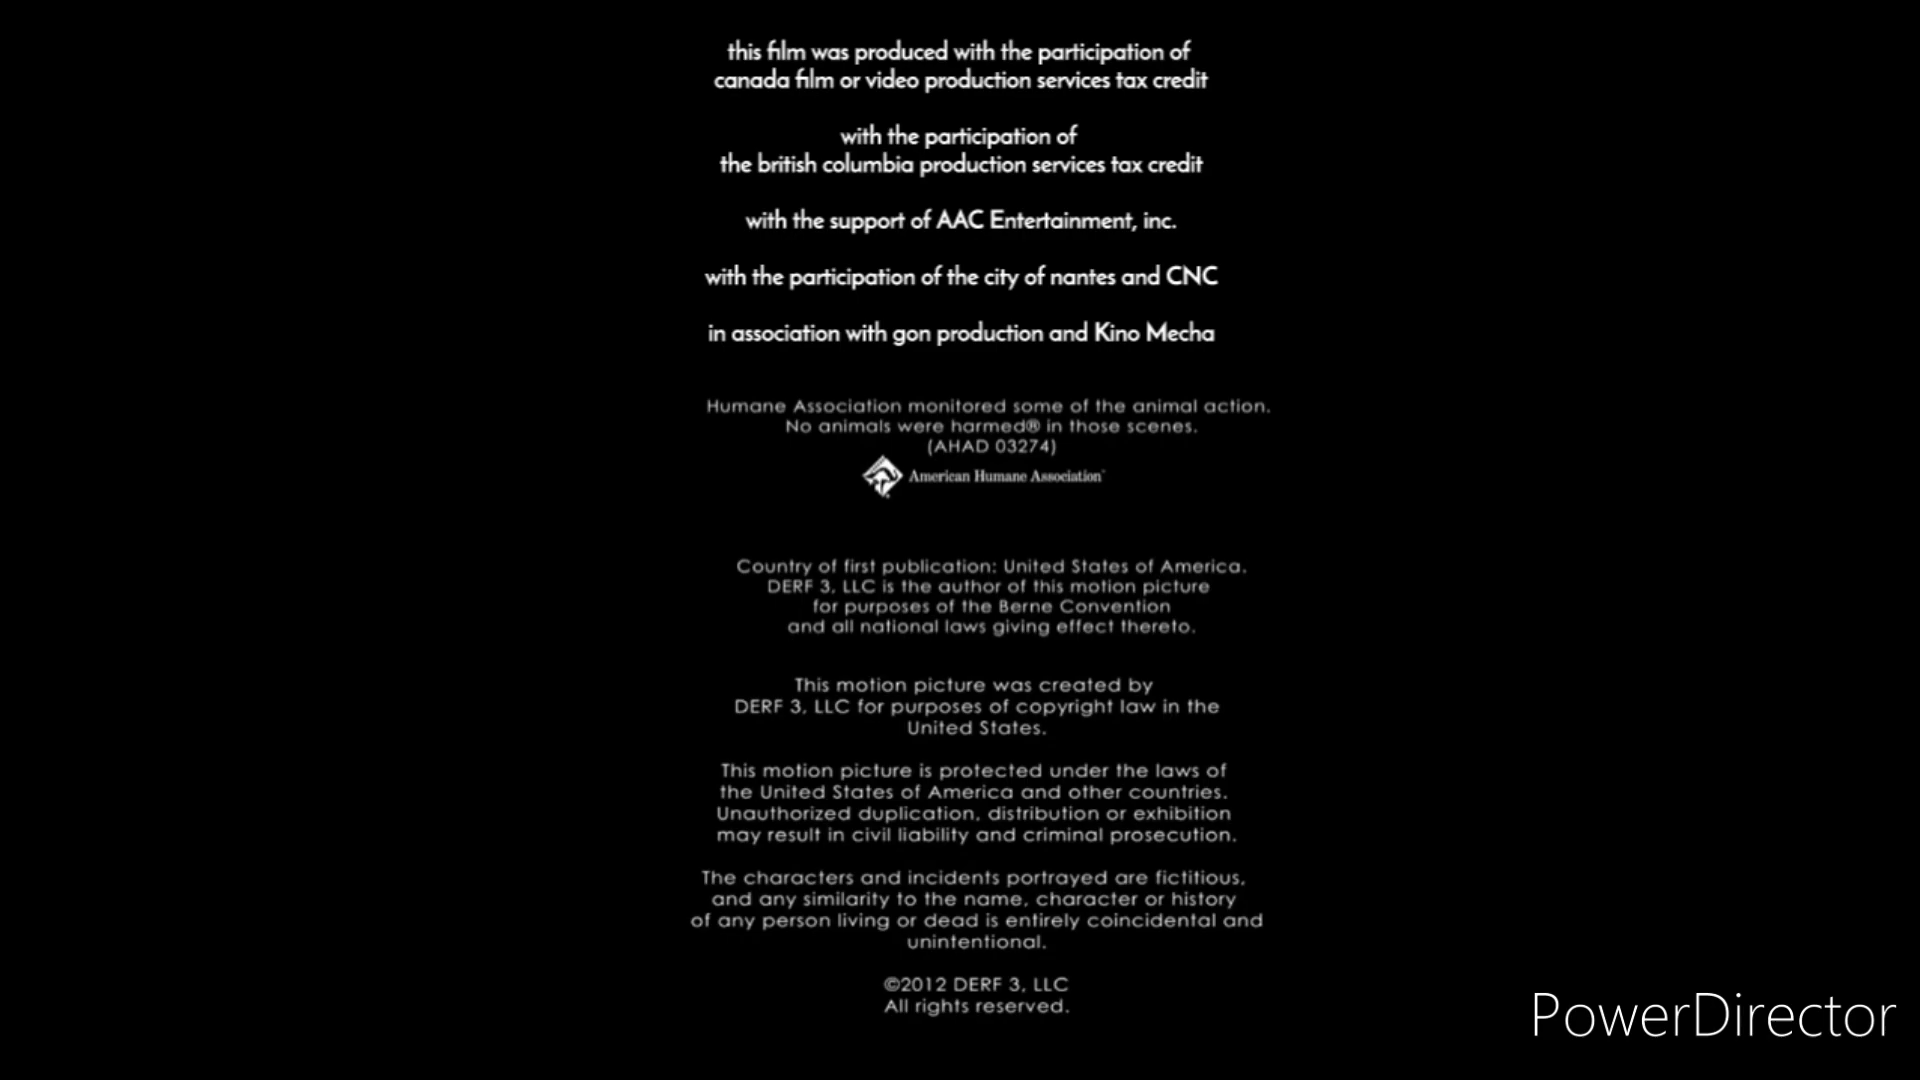 this film was produced with the participation of
canada film or video production services tax credit
with the participation of
the british columbia production services tax credit
with the support of AAC Entertainment, inc.
with the participation of the city of nantes and CNC
in association with gon production and Kino Mecha
Humane Association monitored some of the animal action.
No animals were harmed® in those scenes.
(AHAD 03274)
American Humane Association
Country of first publication: United States of America.
DERF 3, LLC is the author of this motion picture
for purposes of the Berne Convention
and all national laws giving effect thereto.
This motion picture was created by
DERF 3, LLC for purposes of copyright law in the
United States.
This motion picture is protected under the laws of
the United States of America and other countries.
Unauthorized duplication, distribution or exhibition
may result in civil liability and criminal prosecution.
The characters and incidents portrayed are fictitious,
and any similarity to the name, character or history
of any person living or dead is entirely coincidental and
unintentional.
©2012 DERF 3, LLC
All rights reserved.
PowerDirector